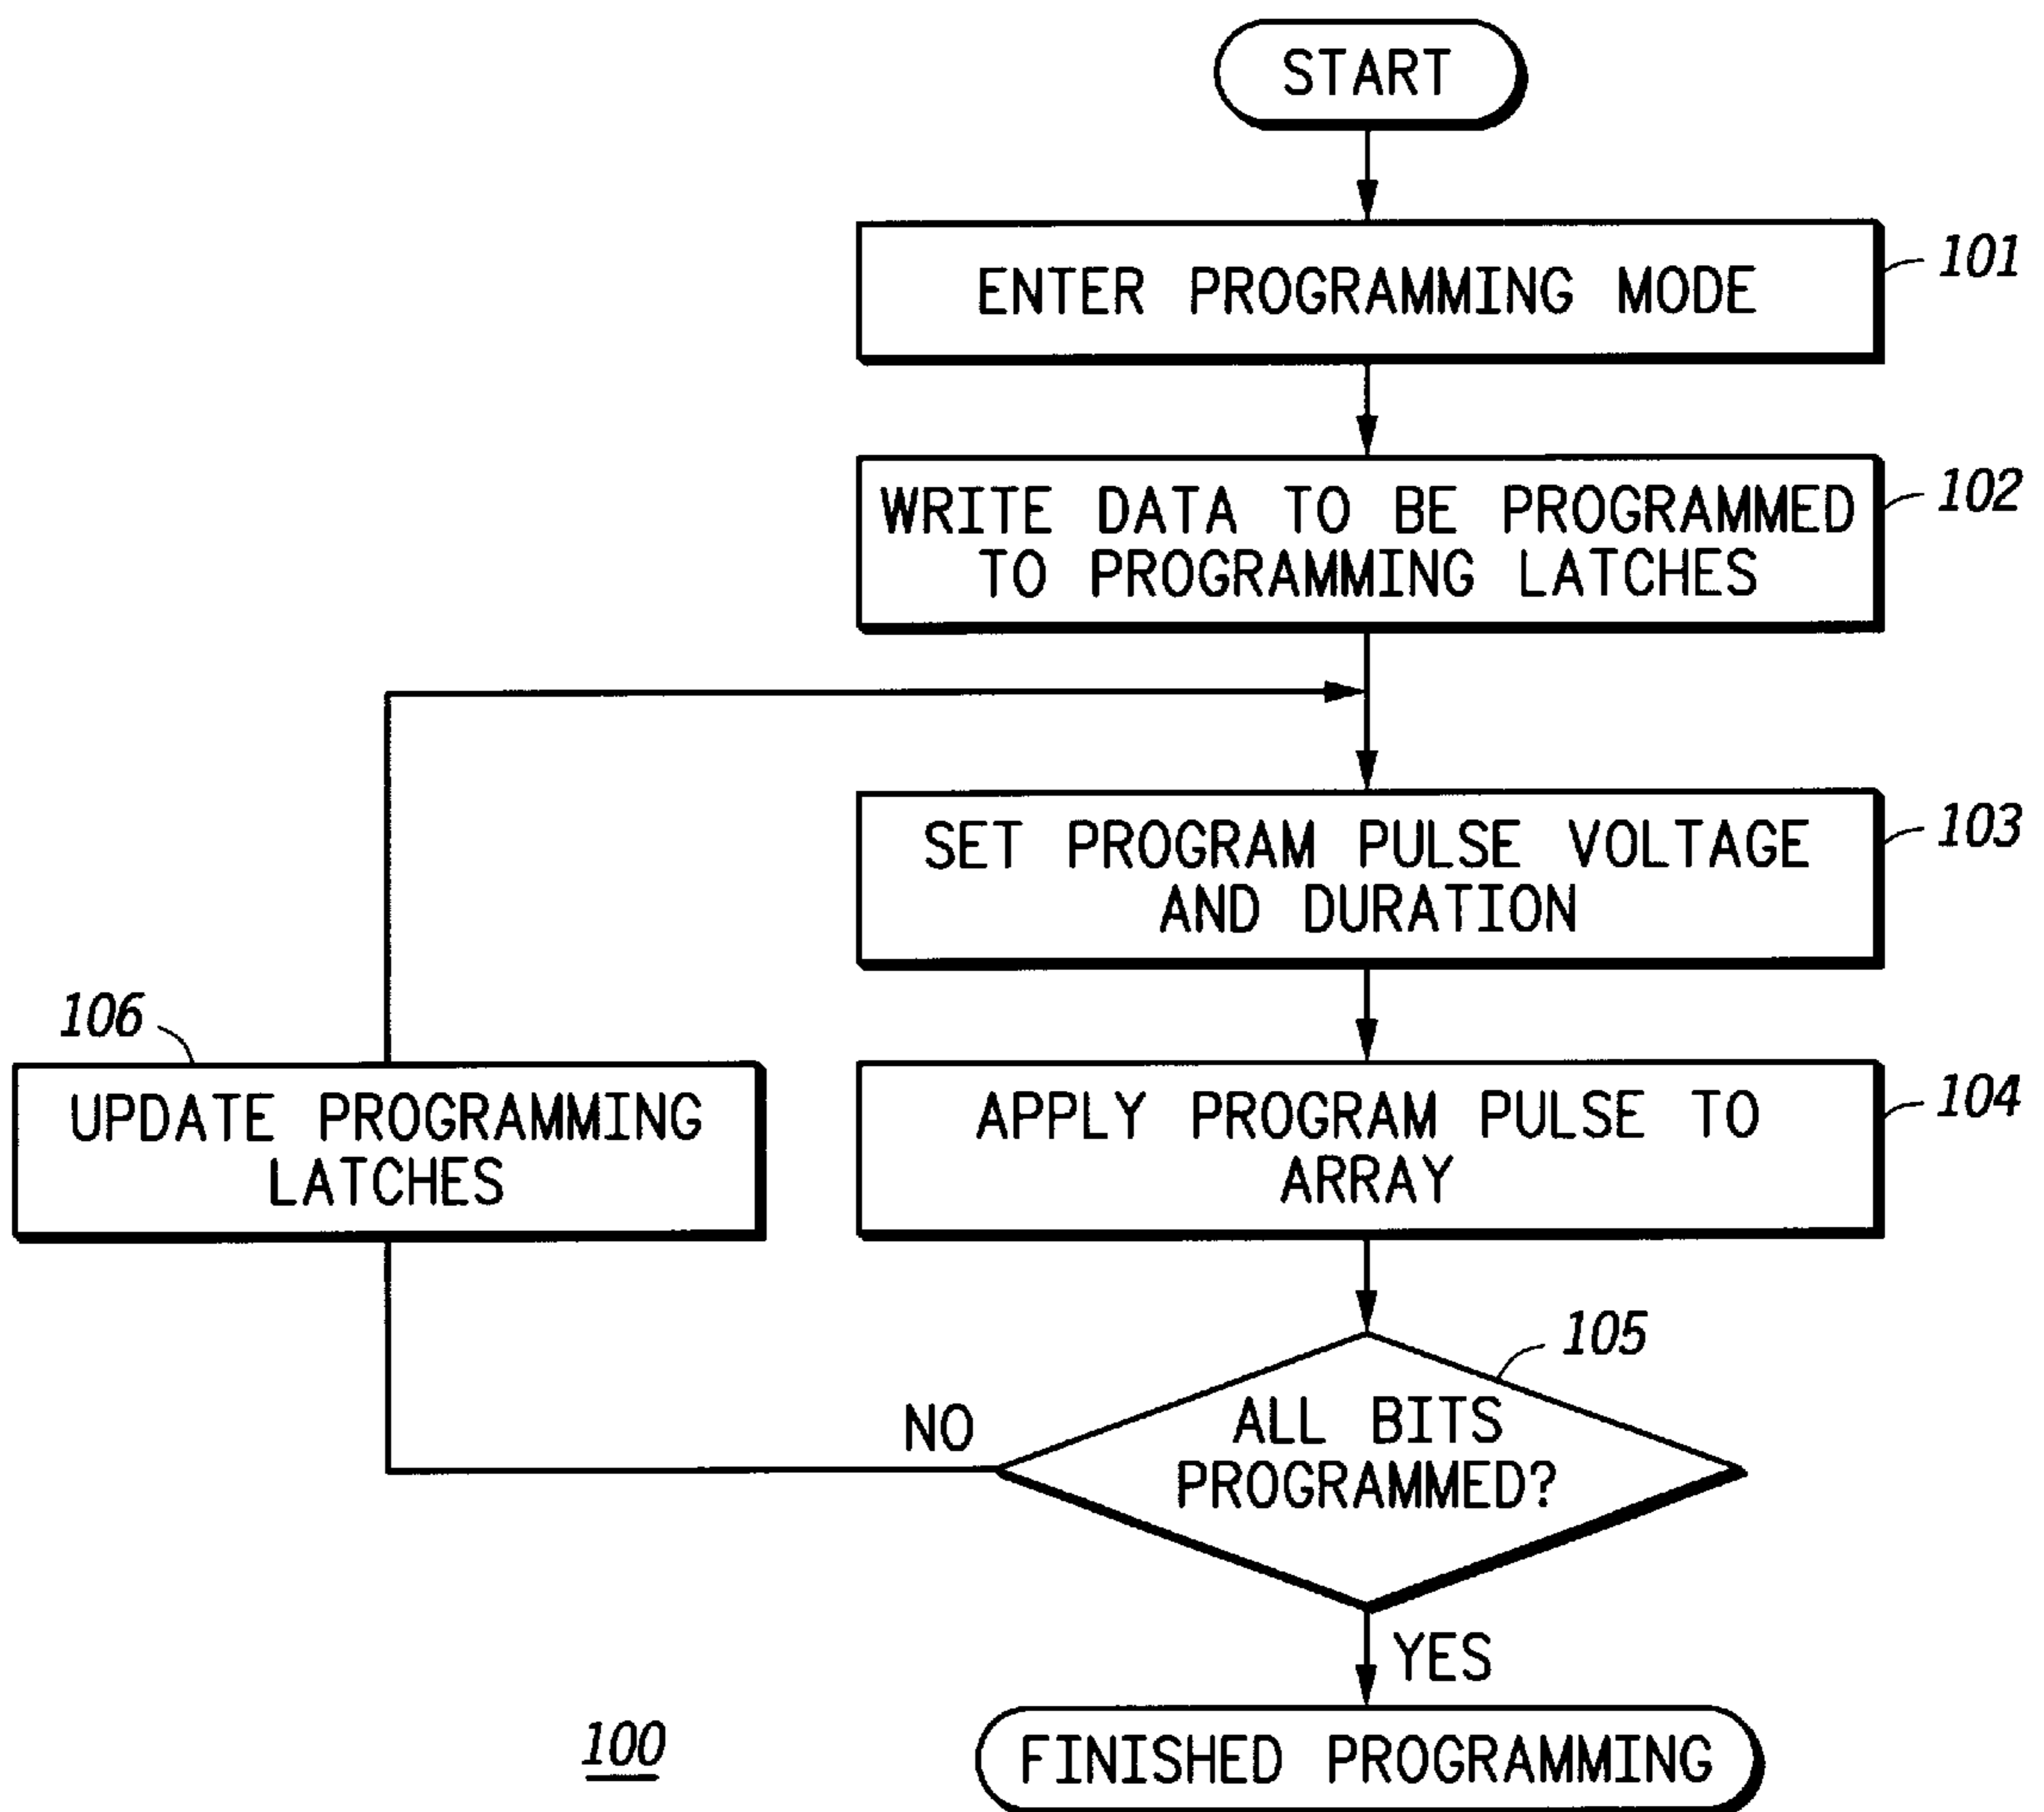 START
ENTER PROGRAMMING MODE
101
WRITE DATA TO BE PROGRAMMED
TO PROGRAMMING LATCHES
102
SET PROGRAM PULSE VOLTAGE
AND DURATION
103
106
UPDATE PROGRAMMING
LATCHES
APPLY PROGRAM PULSE TO
ARRAY
104
105
ALL BITS
PROGRAMMED?
NO
YES
100
FINISHED PROGRAMMING